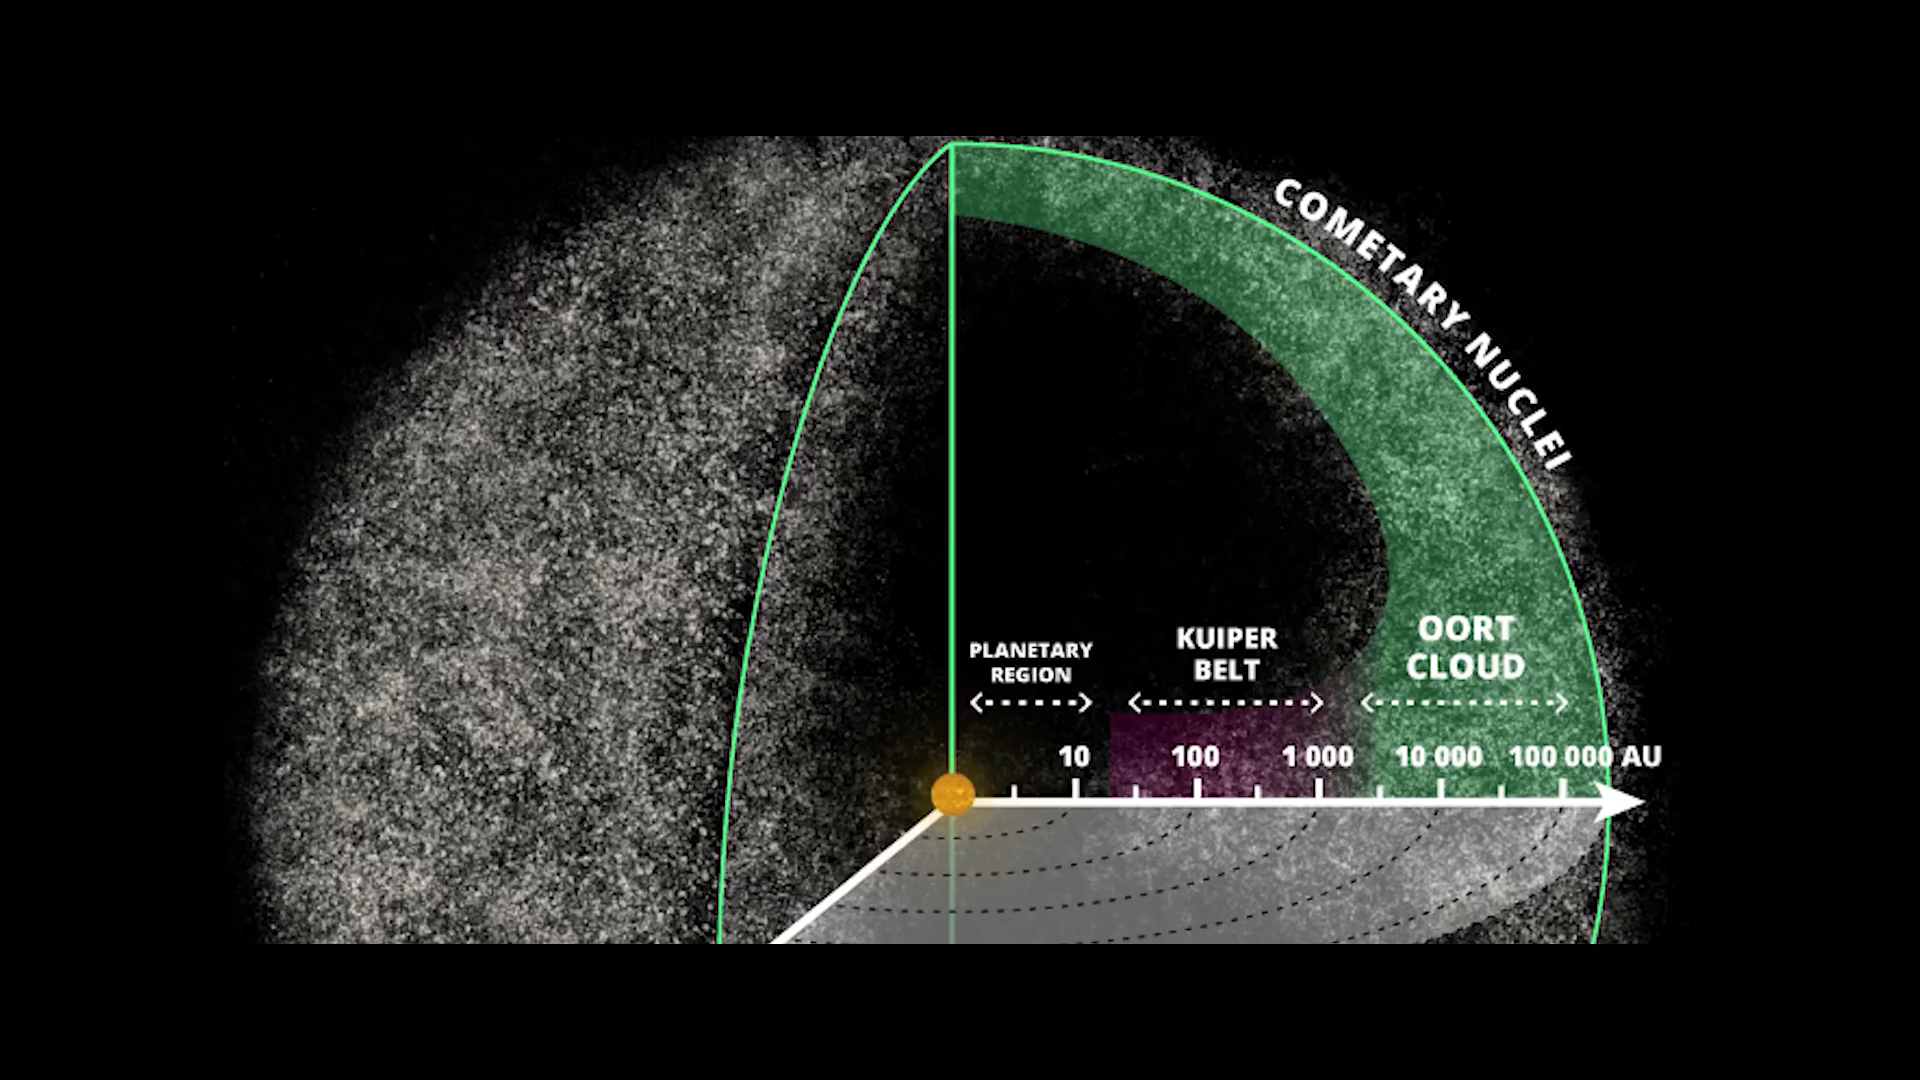 COMETARY NUCLEI
PLANETARY
REGION
KUIPER
BELT
OORT
CLOUD
10 100 1 000 10 000 100 000 AU